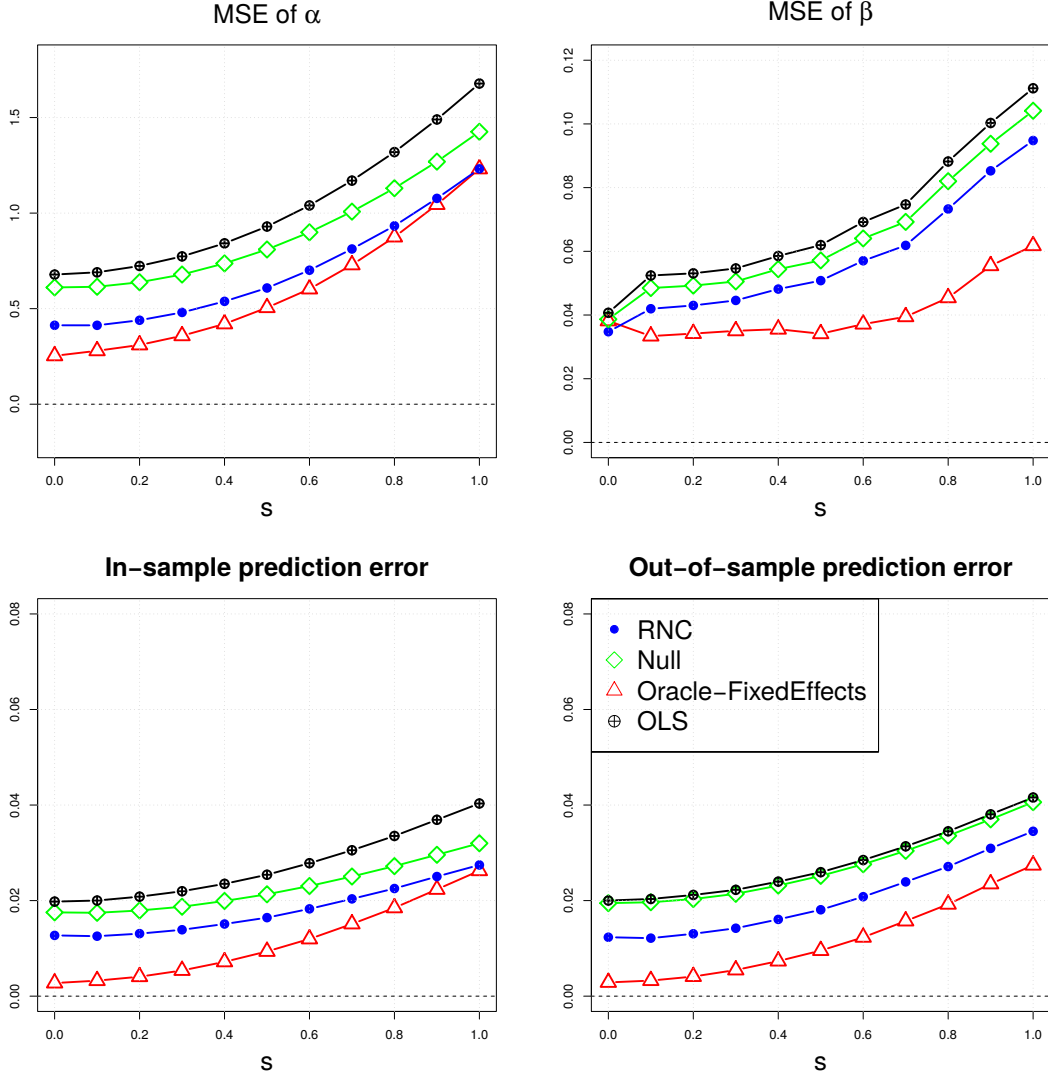 MSE of α
MSE of β
0.0 0.5 1.0 1.5
0.0 0.2 0.4 0.6 0.8 1.0
s
0.00 0.02 0.04 0.06 0.08 0.10 0.12
0.0 0.2 0.4 0.6 0.8 1.0
s
In−sample prediction error
Out−of−sample prediction error
0.00 0.02 0.04 0.06 0.08
0.0 0.2 0.4 0.6 0.8 1.0
s
0.00 0.02 0.04 0.06 0.08
RNC
Null
Oracle−FixedEffects
OLS
0.0 0.2 0.4 0.6 0.8 1.0
s